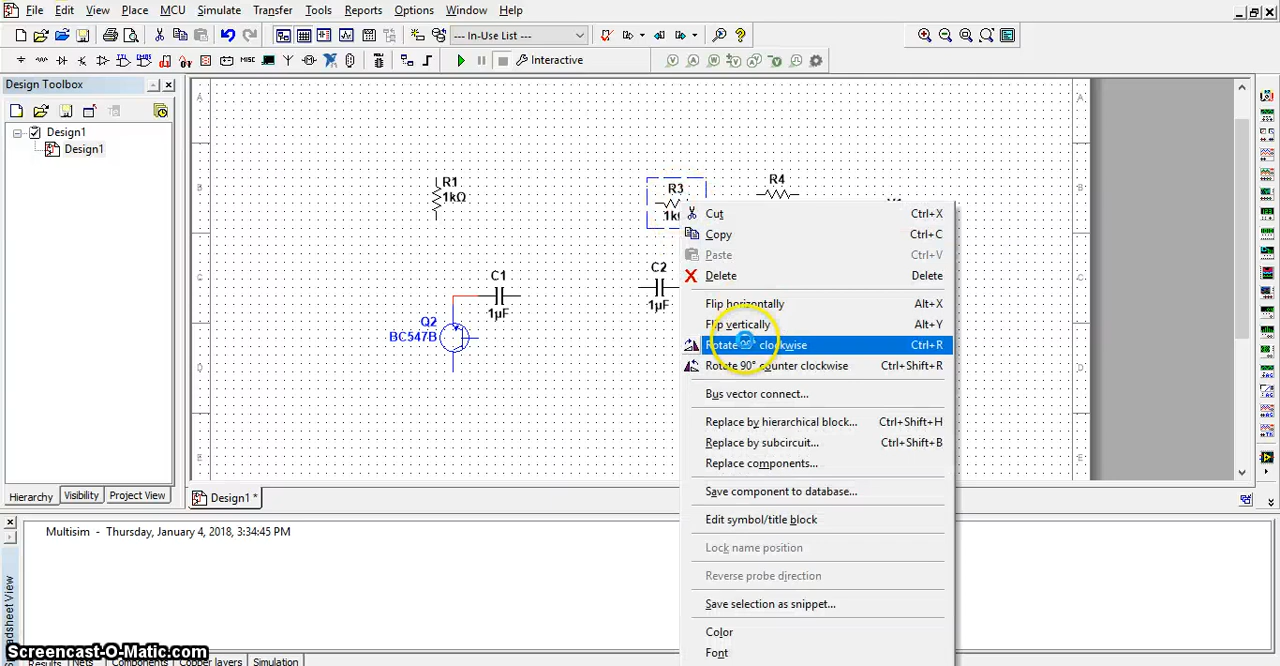 File Edit View Place MCU Simulate Transfer Tools Reports Options Window Help
--- In-Use List ---
Interactive
Design Toolbox
Design1
Design1
A
A
B
B
C
C
D
D
E
R1
1kΩ
R3
R4
C1
1µF
C2
1µF
Q2
BC547B
Cut Ctrl+X
Copy Ctrl+C
Paste Ctrl+V
Delete Delete
Flip horizontally Alt+X
Flip vertically Alt+Y
Rotate 90° clockwise Ctrl+R
Rotate 90° counter clockwise Ctrl+Shift+R
Bus vector connect...
Replace by hierarchical block... Ctrl+Shift+H
Replace by subcircuit... Ctrl+Shift+B
Replace components...
Save component to database...
Edit symbol/title block
Lock name position
Reverse probe direction
Save selection as snippet...
Color
Font
Hierarchy Visibility Project View
Design1 *
Multisim - Thursday, January 4, 2018, 3:34:45 PM
Screencast-O-Matic.com
Results Nets Components Copper layers Simulation